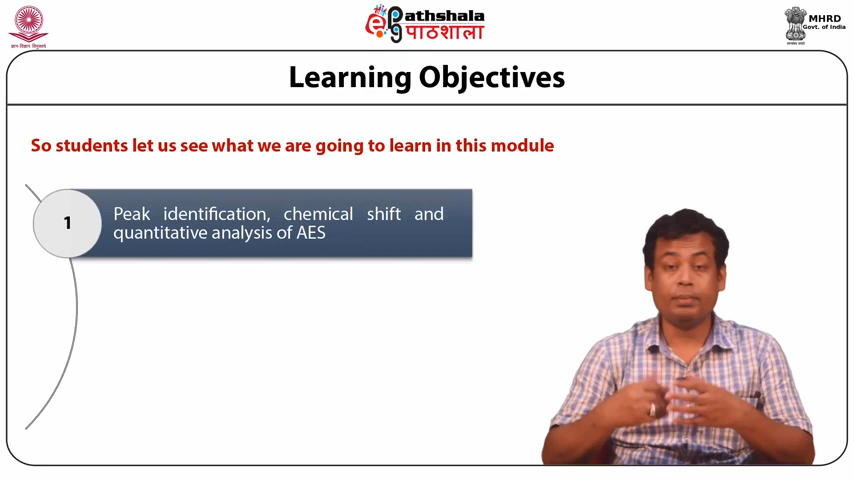 ePathshala
पाठशाला
MHRD
Govt. of India
Learning Objectives
So students let us see what we are going to learn in this module
1
Peak identification, chemical shift and
quantitative analysis of AES